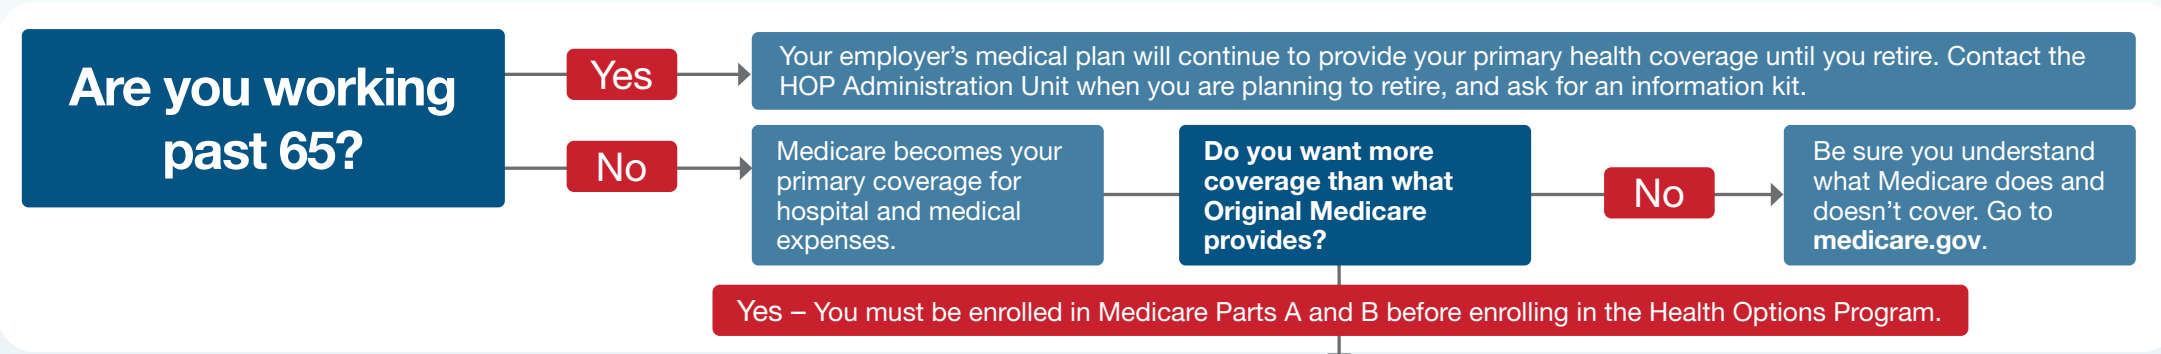 Are you working
past 65?
Yes
Your employer’s medical plan will continue to provide your primary health coverage until you retire. Contact the
HOP Administration Unit when you are planning to retire, and ask for an information kit.
No
Medicare becomes your
primary coverage for
hospital and medical
expenses.
Do you want more
coverage than what
Original Medicare
provides?
No
Be sure you understand
what Medicare does and
doesn’t cover. Go to
medicare.gov.
Yes – You must be enrolled in Medicare Parts A and B before enrolling in the Health Options Program.